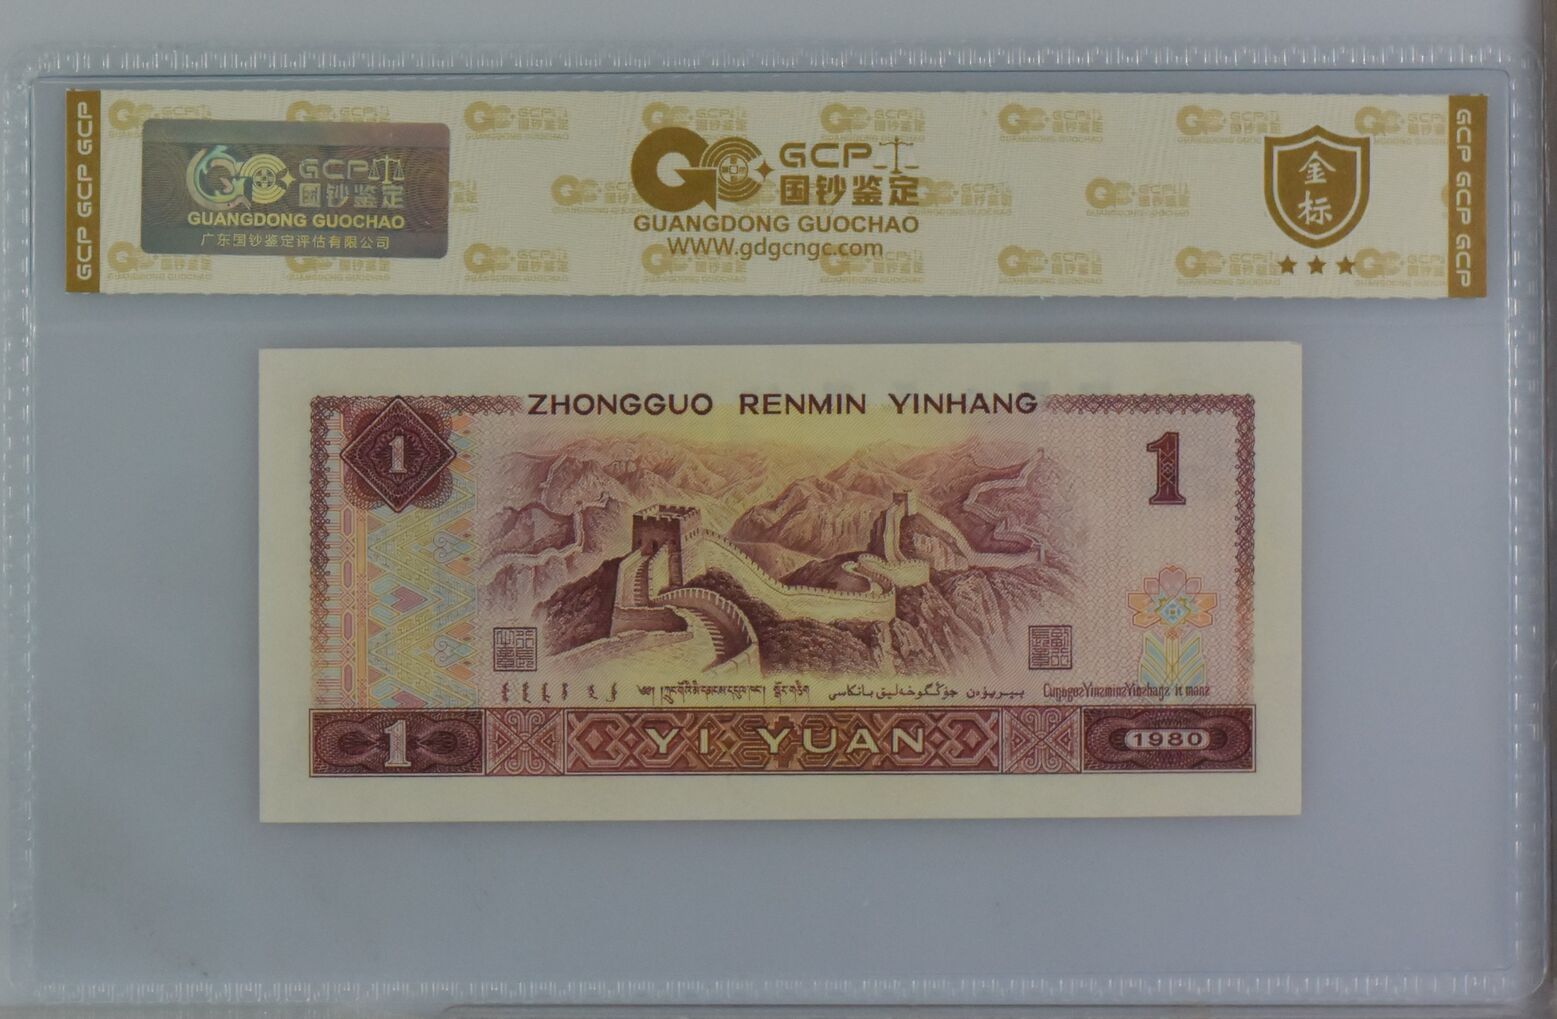 GCP GCP GCP
GCP
国钞鉴定
GUANGDONG GUOCHAO
广东国钞鉴定评估有限公司
GCP
国钞鉴定
GUANGDONG GUOCHAO
WWW.gdgcngc.com
金标
GCP GCP GCP
ZHONGGUO RENMIN YINHANG
1
1
بانكاسى
1
YI YUAN
1980